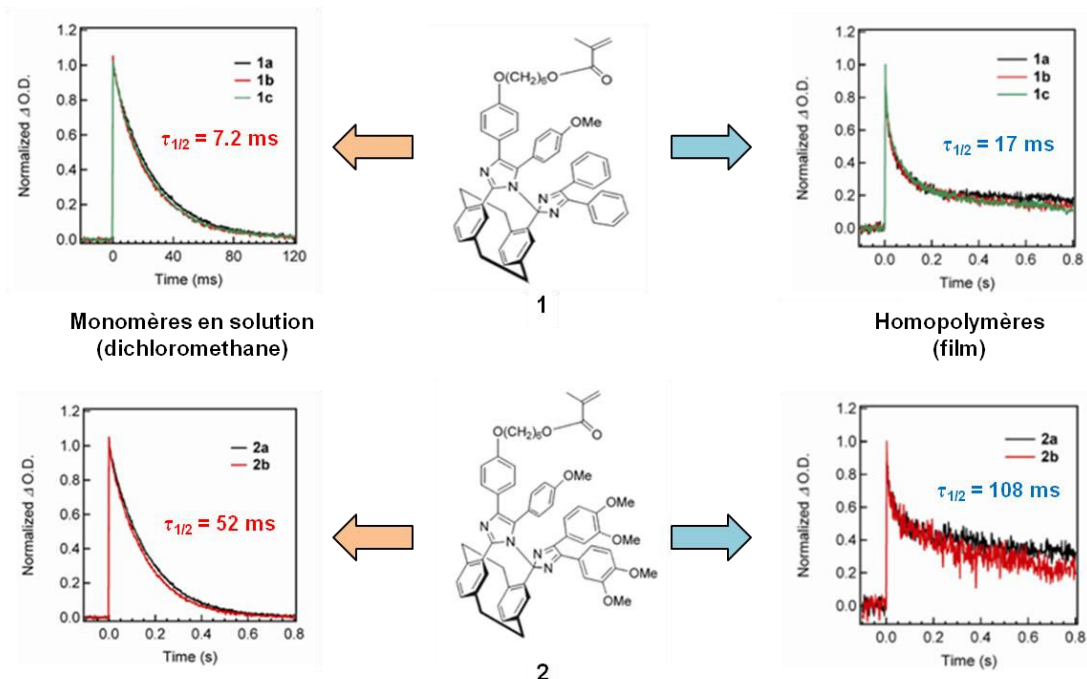 1.2
1.0
0.8
0.6
0.4
0.2
0.0
Normalized Δ O.D.
1a
1b
1c
τ1/2 = 7.2 ms
0 40 80 120
Time (ms)
Monomères en solution
(dichloromethane)
O
O(CH2)6O
OMe
N
N
N
N
1
1.2
1.0
0.8
0.6
0.4
0.2
0.0
Normalized Δ O.D.
1a
1b
1c
τ1/2 = 17 ms
0.0 0.2 0.4 0.6 0.8
Time (s)
Homopolymères
(film)
1.2
1.0
0.8
0.6
0.4
0.2
0.0
Normalized Δ O.D.
2a
2b
τ1/2 = 52 ms
0.0 0.2 0.4 0.6 0.8
Time (s)
O
O(CH2)6O
OMe
OMe
OMe
OMe
OMe
N
N
N
N
2
1.2
1.0
0.8
0.6
0.4
0.2
0.0
Normalized Δ O.D.
2a
2b
τ1/2 = 108 ms
0.0 0.2 0.4 0.6 0.8
Time (s)